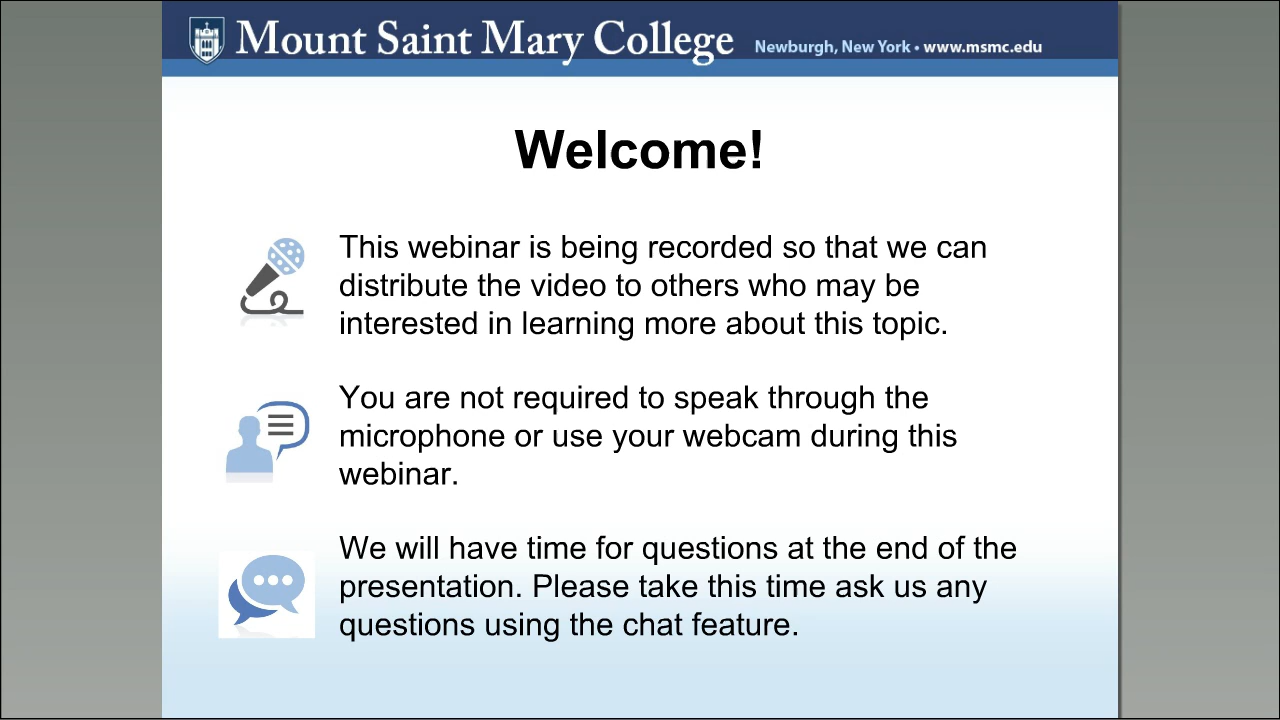 Mount Saint Mary College Newburgh, New York • www.msmc.edu
Welcome!
This webinar is being recorded so that we can
distribute the video to others who may be
interested in learning more about this topic.
You are not required to speak through the
microphone or use your webcam during this
webinar.
We will have time for questions at the end of the
presentation. Please take this time ask us any
questions using the chat feature.